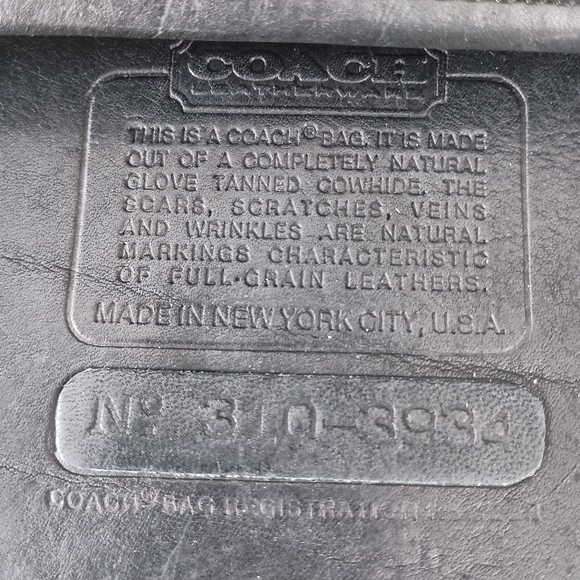 COACH
LEATHERWARE
THIS IS A COACH® BAG. IT IS MADE
OUT OF A COMPLETELY NATURAL
GLOVE TANNED COWHIDE. THE
SCARS, SCRATCHES, VEINS
AND WRINKLES ARE NATURAL
MARKINGS CHARACTERISTIC
OF FULL-GRAIN LEATHERS.
MADE IN NEW YORK CITY, U.S.A.
Nº 310-3934
COACH® BAG REGISTRATION